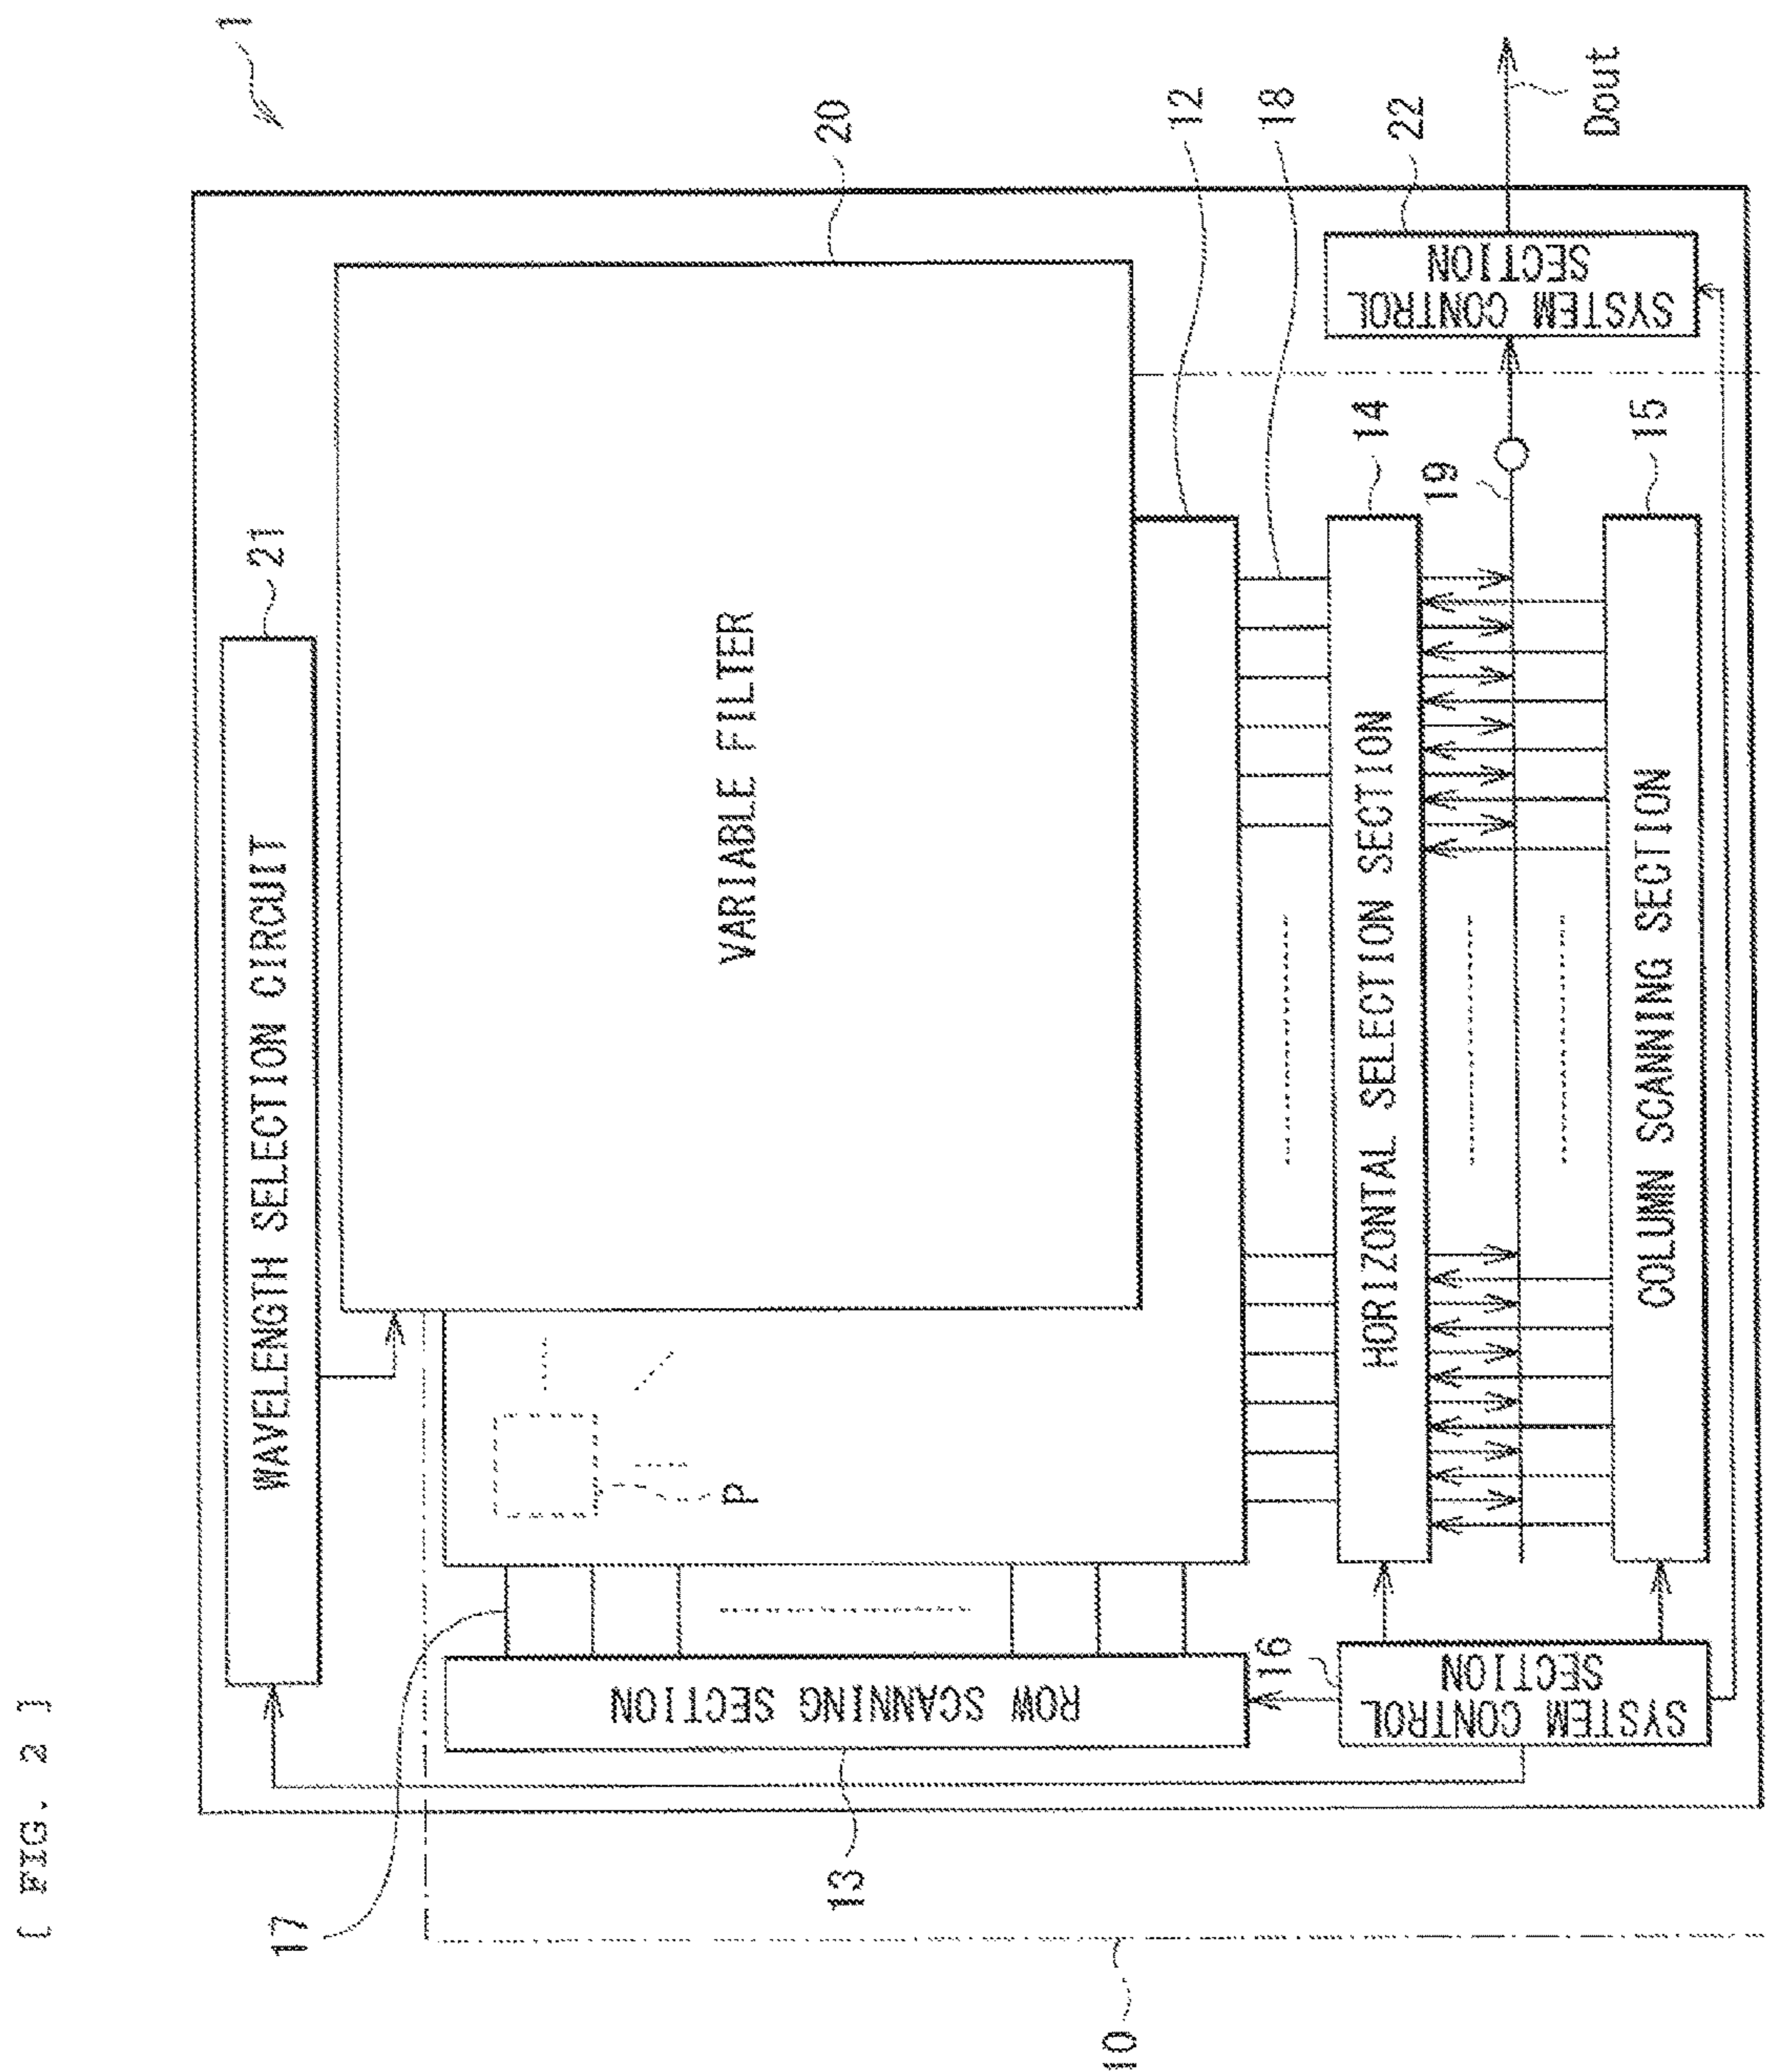 [ FIG. 2 ]
1
WAVELENGTH SELECTION CIRCUIT
21
20
VARIABLE FILTER
17
P
12
18
ROW SCANNING SECTION
13
10
16
SYSTEM CONTROL
SECTION
HORIZONTAL SELECTION SECTION
14
19
COLUMN SCANNING SECTION
15
SYSTEM CONTROL
SECTION
22
Dout